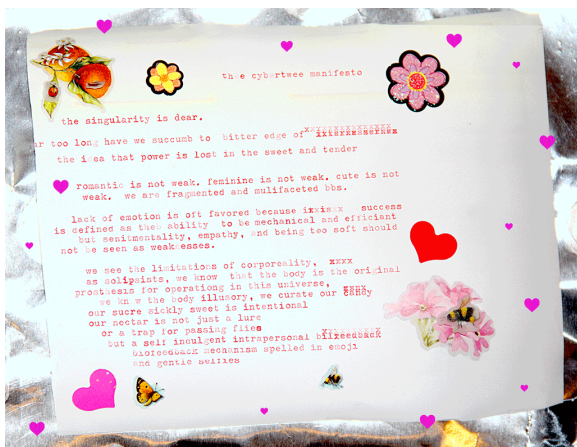 the cybertwee manifesto
the singularity is dear.
ar too long have we succumb to bitter edge of
the idea that power is lost in the sweet and tender
romantic is not weak. feminine is not weak. cute is not
weak. we are fragmented and mulifaceted bbs.
lack of emotion is oft favored because success
is defined as the ability to be mechanical and efficient
but senitmentality, empathy, and being too soft should
not be seen as weaknesses.
we see the limitations of corporeality, xxxx
as solipsists, we know that the body is the original
prosthesis for operationg in this universe,
we kn w the body illusory, we curate our candy
our sucre sickly sweet is intentional
our nectar is not just a lure
or a trap for passing flies
but a self indulgent intrapersonal
biofeedback mechanism spelled in emoji
and gentle selfies